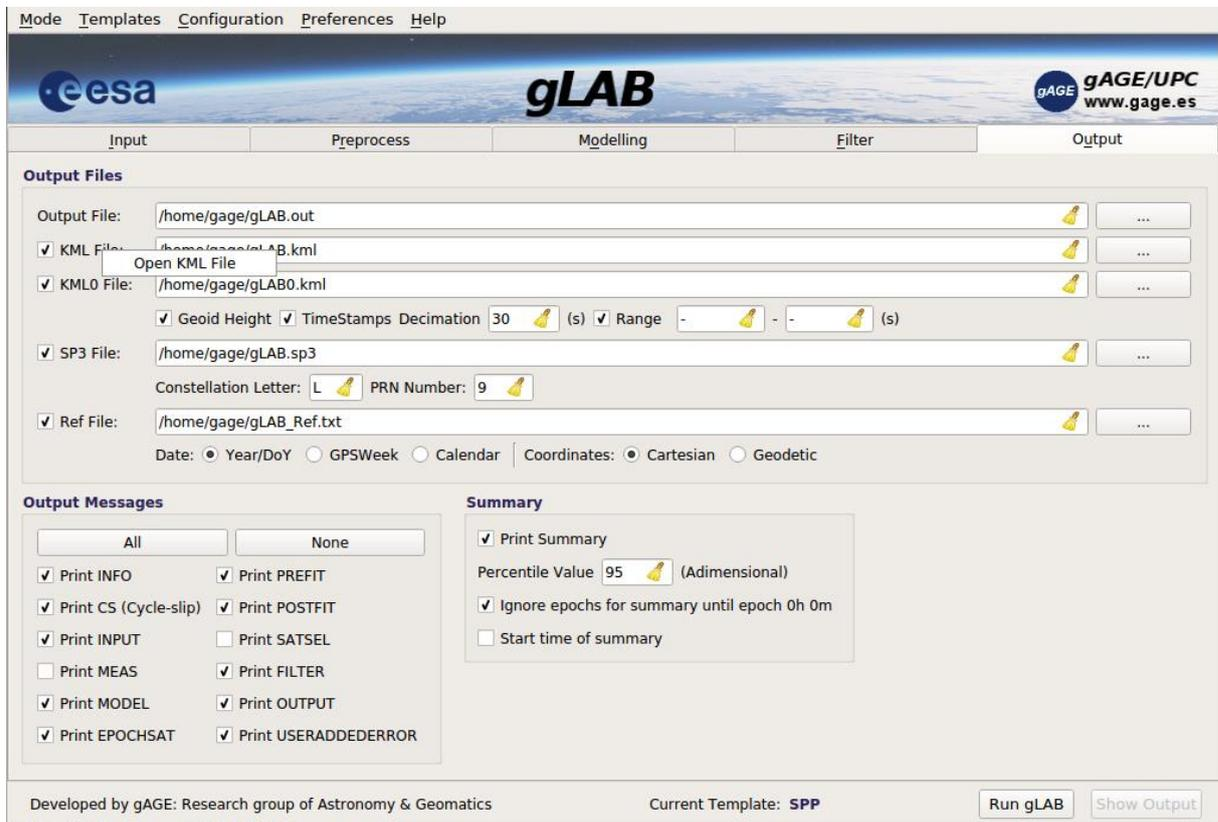 Mode Templates Configuration Preferences Help
esa
gLAB
gAGE gAGE/UPC
www.gage.es
Input Preprocess Modelling Filter Output
Output Files
Output File: /home/gage/gLAB.out ...
KML File: /home/gage/gLAB.kml ...
Open KML File
KML0 File: /home/gage/gLAB0.kml ...
Geoid Height TimeStamps Decimation 30 (s) Range - - - (s)
SP3 File: /home/gage/gLAB.sp3 ...
Constellation Letter: L PRN Number: 9
Ref File: /home/gage/gLAB_Ref.txt ...
Date: Year/DoY GPSWeek Calendar Coordinates: Cartesian Geodetic
Output Messages
All None
Print INFO Print PREFIT
Print CS (Cycle-slip) Print POSTFIT
Print INPUT Print SATSEL
Print MEAS Print FILTER
Print MODEL Print OUTPUT
Print EPOCHSAT Print USERADDEDERROR
Summary
Print Summary
Percentile Value 95 (Adimensional)
Ignore epochs for summary until epoch 0h 0m
Start time of summary
Developed by gAGE: Research group of Astronomy & Geomatics Current Template: SPP Run gLAB Show Output